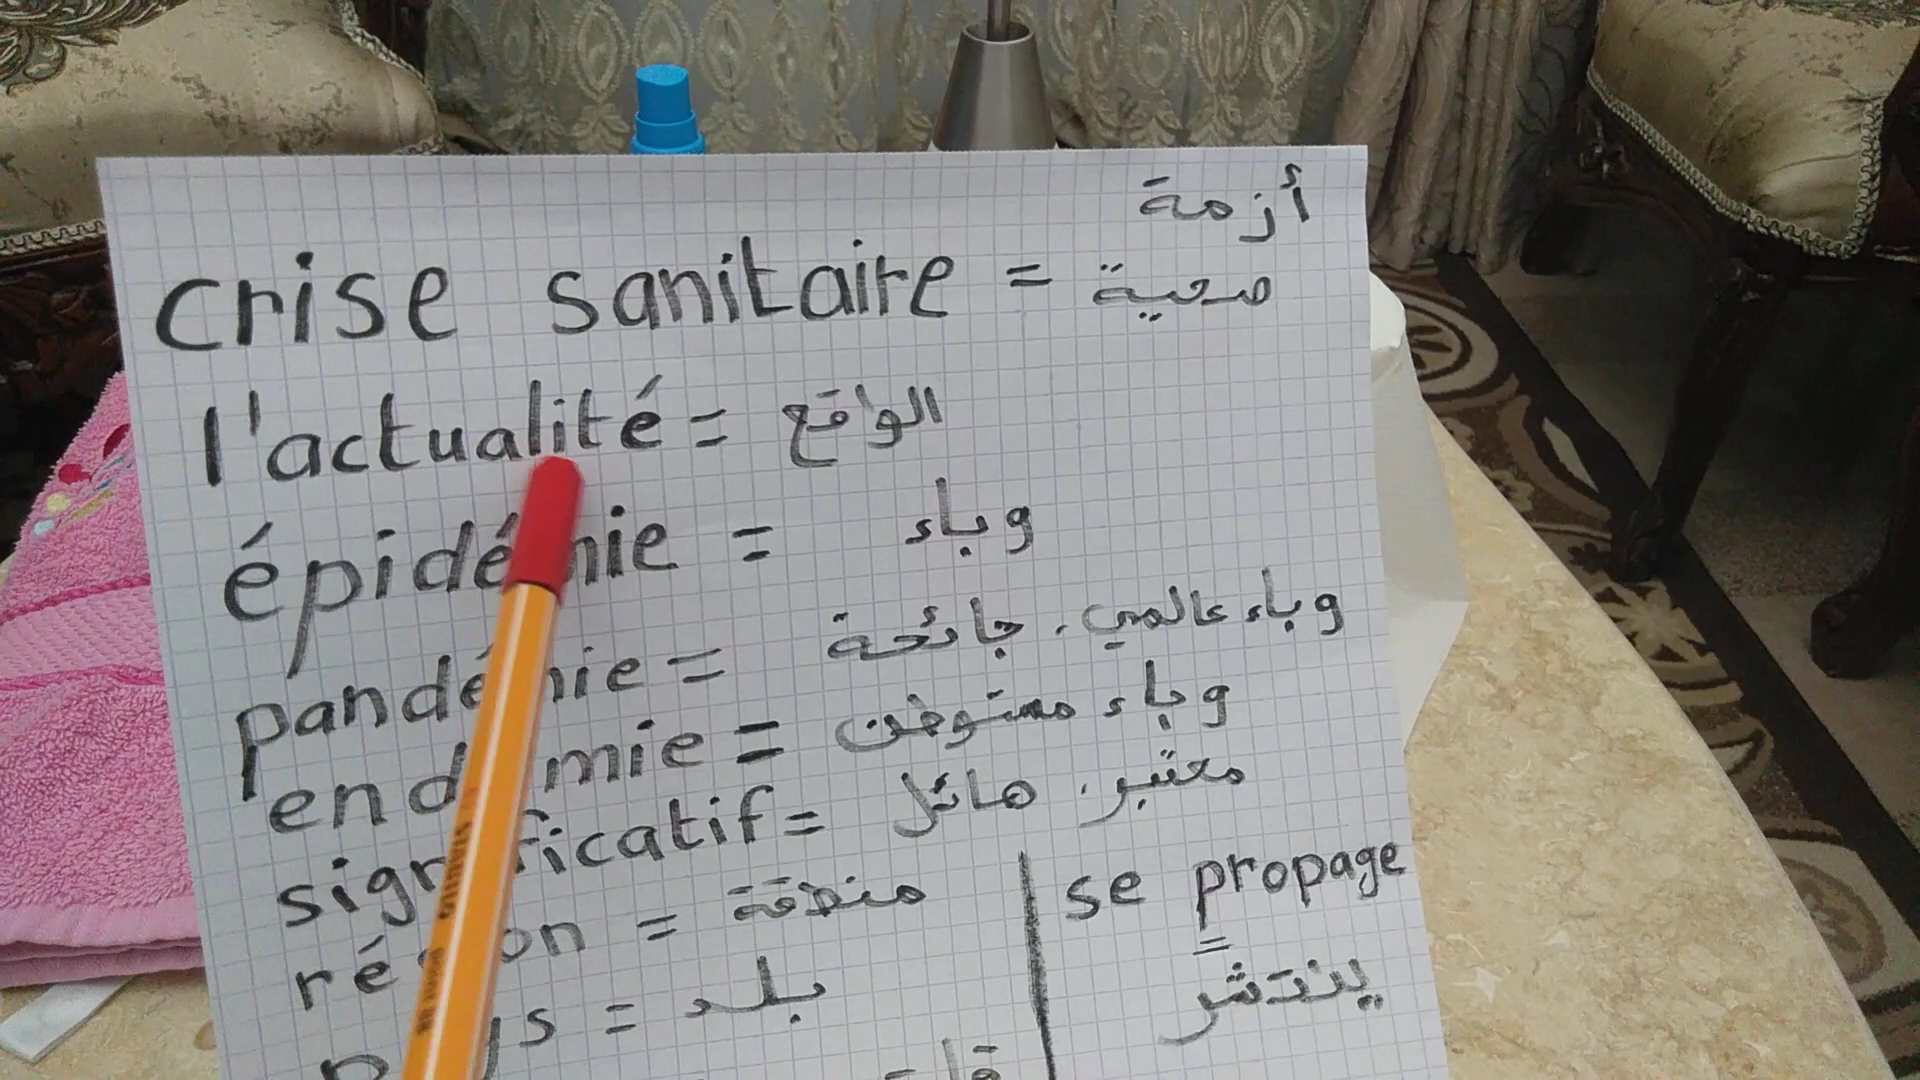 crise sanitaire = أزمة صحية
l'actualité = الواقع
épidémie = وباء
pandémie = وباء عالمي، جائحة
endémie = وباء مستوطن
significatif = معتبر، هائل
région = منطقة
pays = بلد
se propage
=
ينتشر